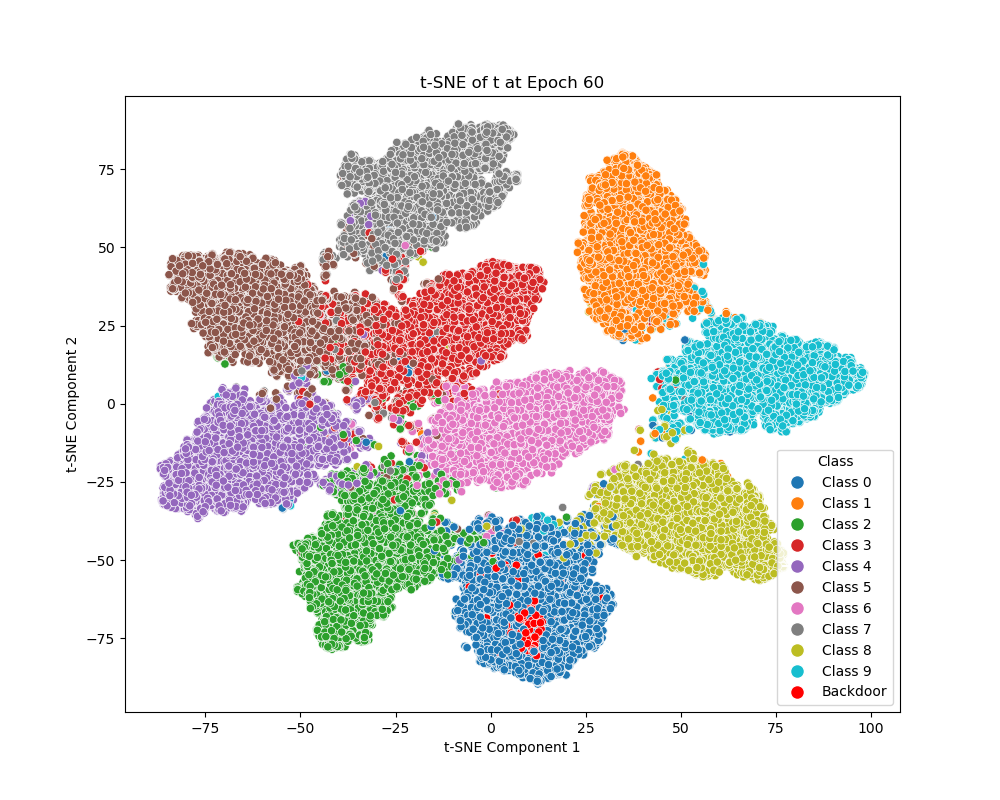 t-SNE of t at Epoch 60
t-SNE Component 2
75
50
25
0
−25
−50
−75
−75
−50
−25
0
25
50
75
100
t-SNE Component 1
Class
Class 0
Class 1
Class 2
Class 3
Class 4
Class 5
Class 6
Class 7
Class 8
Class 9
Backdoor